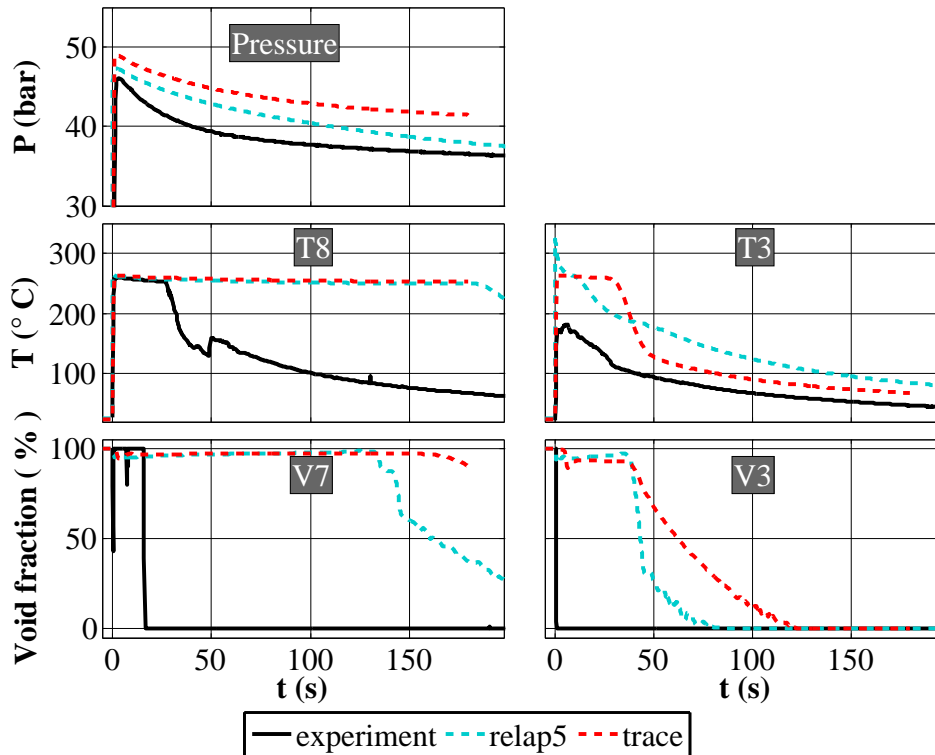 50
Pressure
P (bar)
40
30
300
T8
T3
T (° C)
200
100
Void fraction ( % )
100
V7
V3
50
0
0 50 100 150
0 50 100 150
t (s)
t (s)
experiment relap5 trace